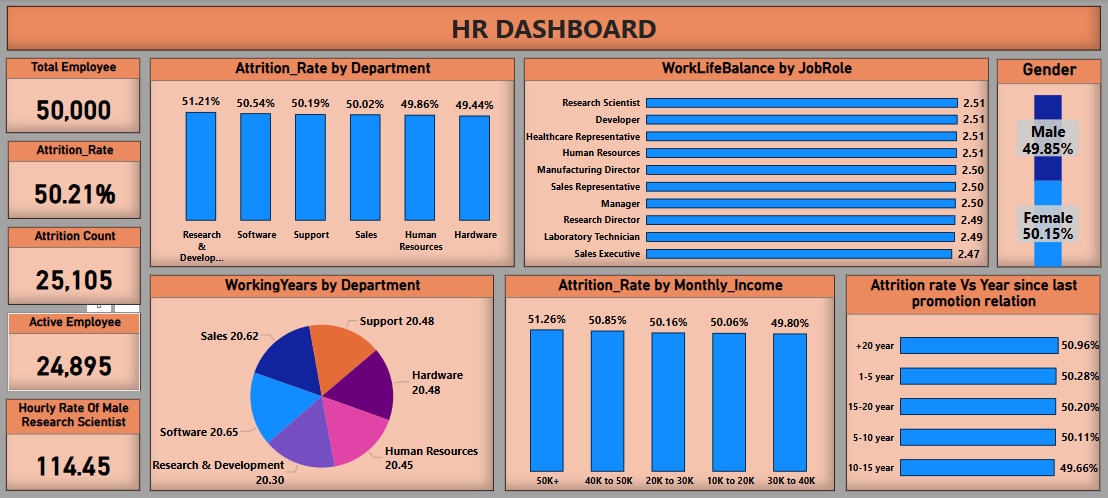 HR DASHBOARD
Total Employee
50,000
Attrition_Rate
50.21%
Attrition Count
25,105
Active Employee
24,895
Hourly Rate Of Male
Research Scientist
114.45
Attrition_Rate by Department
51.21% 50.54% 50.19% 50.02% 49.86% 49.44%
Research
&
Develop...
Software
Support
Sales
Human
Resources
Hardware
WorkLifeBalance by JobRole
Research Scientist 2.51
Developer 2.51
Healthcare Representative 2.51
Human Resources 2.51
Manufacturing Director 2.50
Sales Representative 2.50
Manager 2.50
Research Director 2.49
Laboratory Technician 2.49
Sales Executive 2.47
Gender
Male
49.85%
Female
50.15%
WorkingYears by Department
Support 20.48
Hardware
20.48
Human Resources
20.45
Research & Development
20.30
Software 20.65
Sales 20.62
Attrition_Rate by Monthly_Income
51.26% 50.85% 50.16% 50.06% 49.80%
50K+ 40K to 50K 20K to 30K 10K to 20K 30K to 40K
Attrition rate Vs Year since last
promotion relation
+20 year 50.96%
1-5 year 50.28%
15-20 year 50.20%
5-10 year 50.11%
10-15 year 49.66%